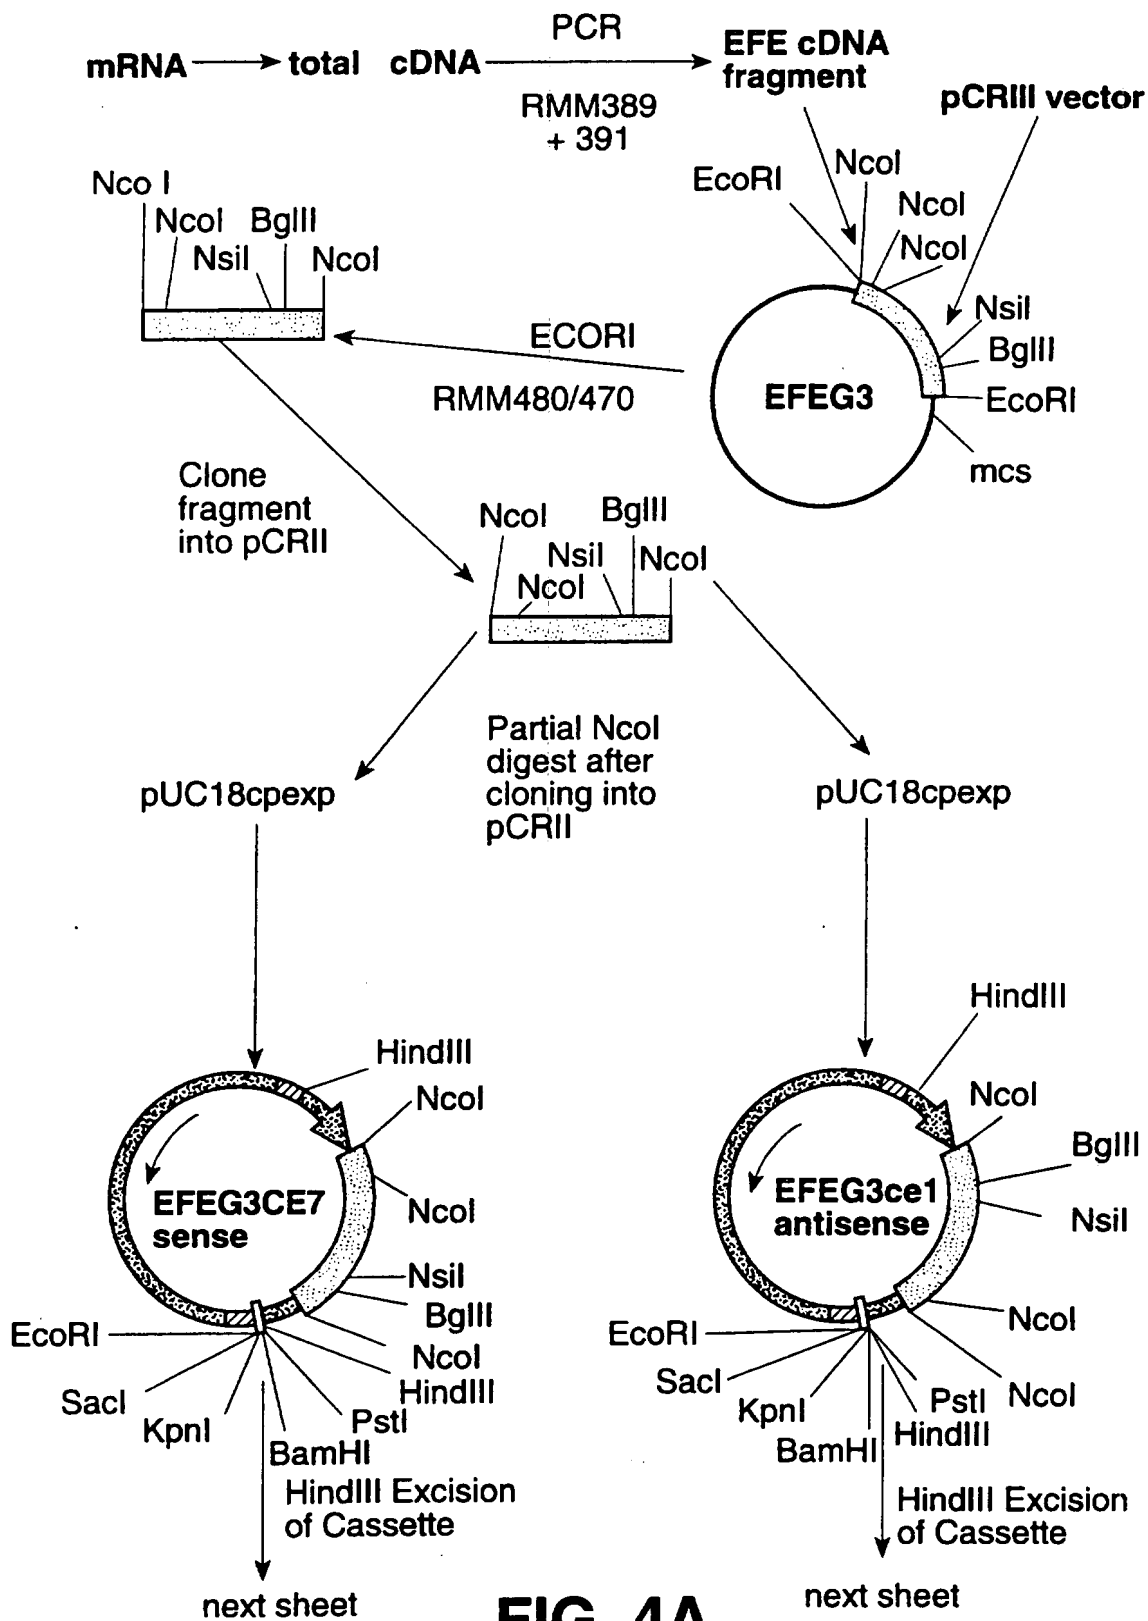 mRNA
total cDNA
PCR
RMM389
+ 391
EFE cDNA
fragment
pCRIII vector
EcoRI
NcoI
NcoI
NcoI
NsiI
BglII
EcoRI
mcs
EFEG3
Nco I
NcoI
BglII
NsiI
NcoI
ECORI
RMM480/470
Clone
fragment
into pCRII
NcoI
BglII
NsiI
NcoI
NcoI
Partial NcoI
digest after
cloning into
pCRII
pUC18cpexp
pUC18cpexp
HindIII
NcoI
NcoI
NsiI
BglII
NcoI
HindIII
PstI
BamHI
KpnI
SacI
EcoRI
EFEG3CE7
sense
HindIII Excision
of Cassette
next sheet
HindIII
NcoI
BglII
NsiI
NcoI
NcoI
PstI
HindIII
BamHI
KpnI
SacI
EcoRI
EFEG3ce1
antisense
HindIII Excision
of Cassette
next sheet
FIG. 4A